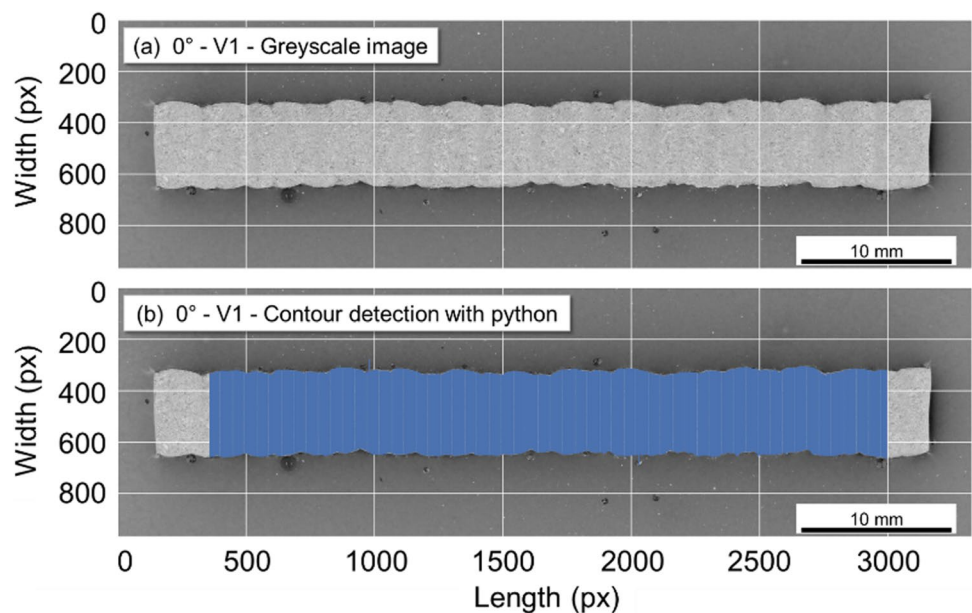 (a) 0° - V1 - Greyscale image
0
200
400
600
800
Width (px)
10 mm
(b) 0° - V1 - Contour detection with python
0
200
400
600
800
Width (px)
10 mm
0 500 1000 1500 2000 2500 3000
Length (px)